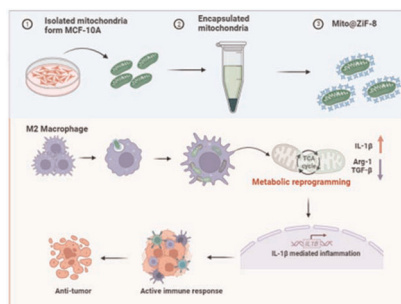 1 Isolated mitochondria
form MCF-10A
2 Encapsulated
mitochondria
3 Mito@ZiF-8
M2 Macrophage
TCA
cycle
Metabolic reprogramming
IL-1β
Arg-1
TGF-β
IL-1β mediated inflammation
Active immune response
Anti-tumor